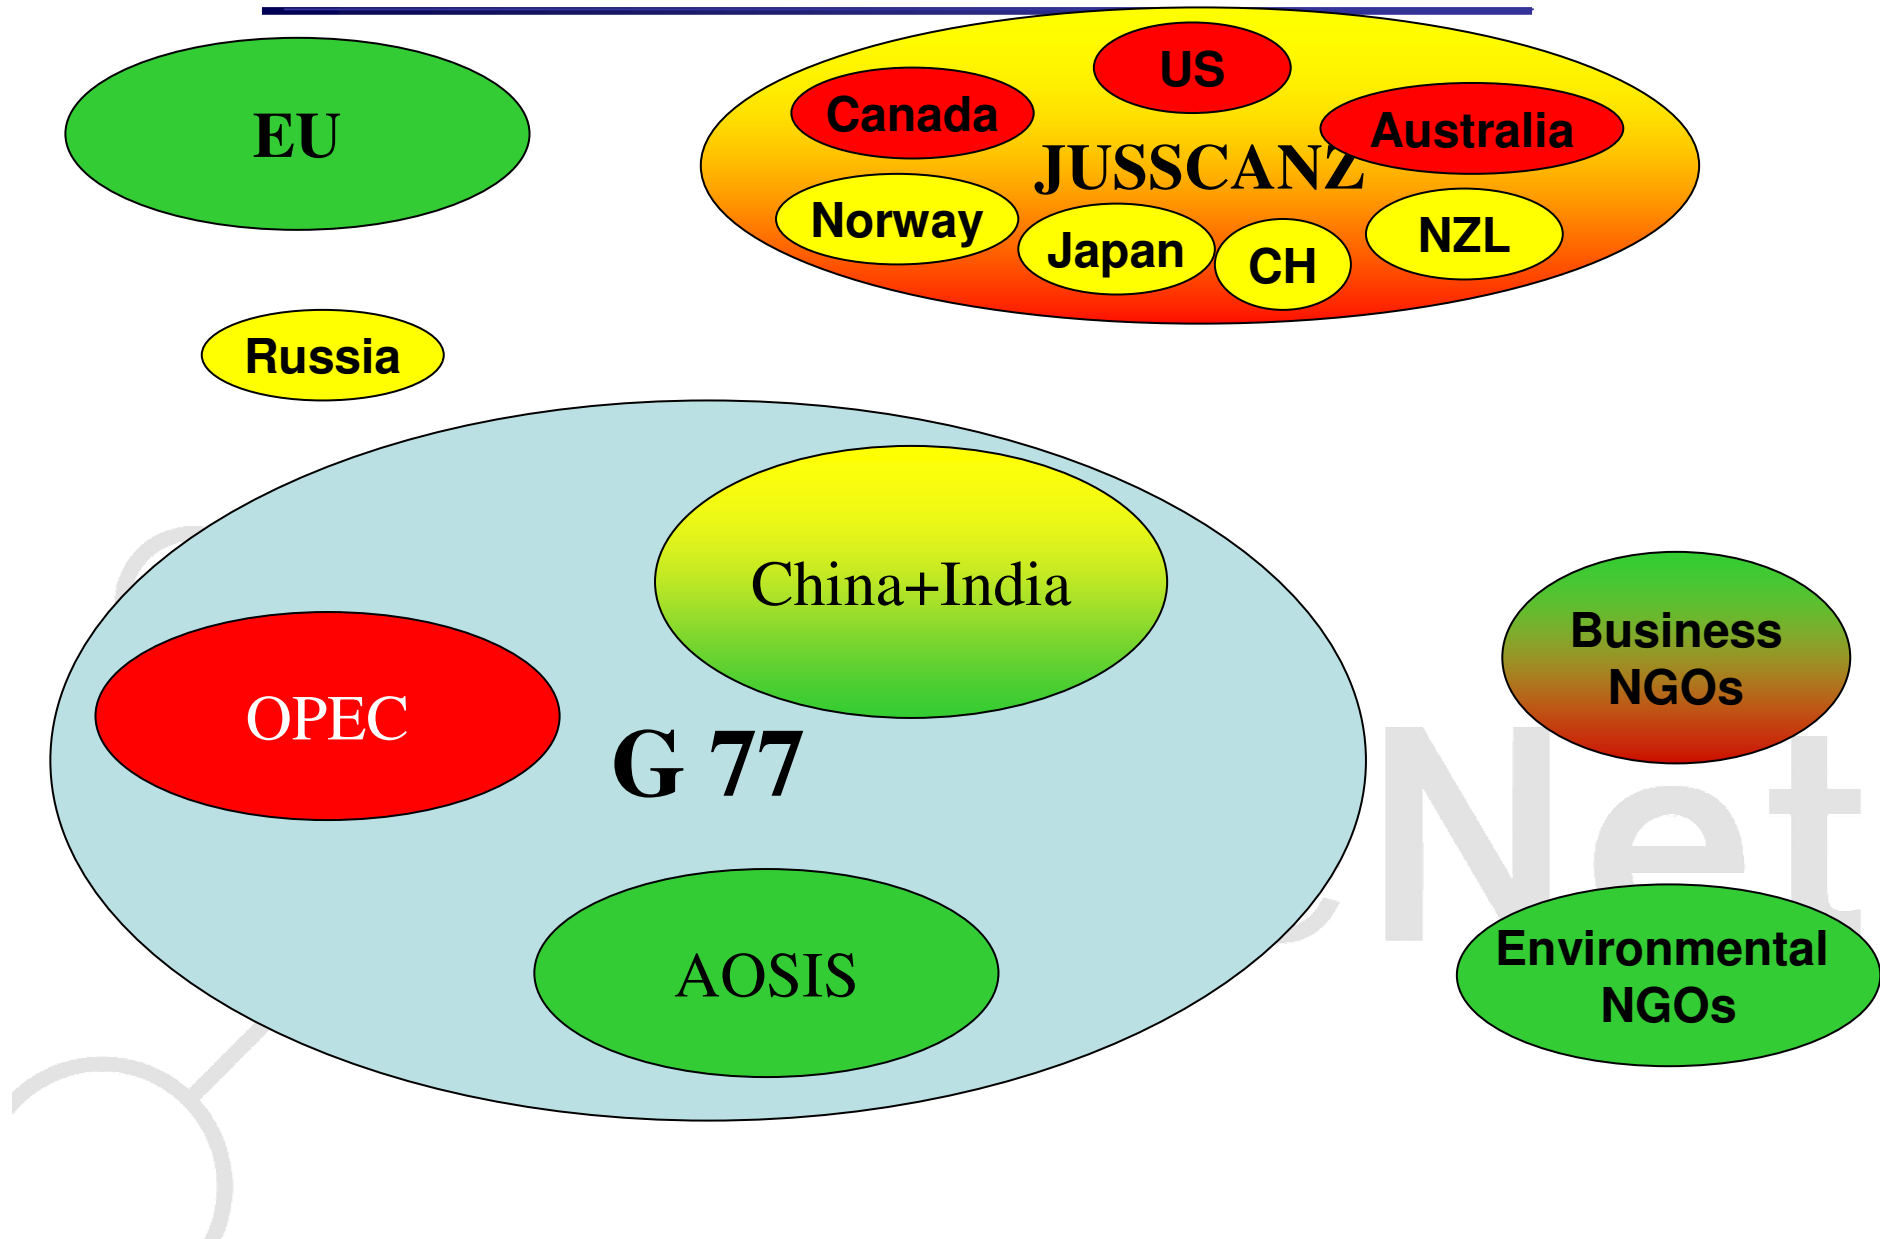 EU
US
Canada
Australia
JUSSCANZ
Norway
Japan
CH
NZL
Russia
China+India
OPEC
G 77
Business
NGOs
AOSIS
Environmental
NGOs
Net